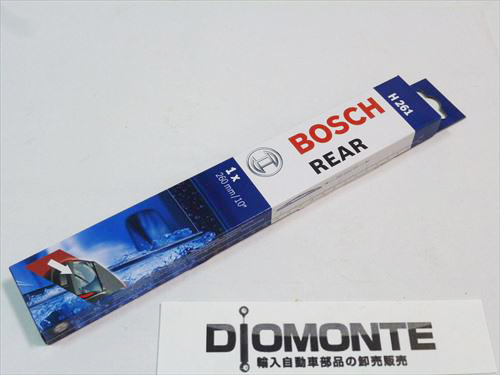 H 261
BOSCH
REAR
1 x
260 mm / 10"
DIOMONTE
輸入自動車部品の卸売販売